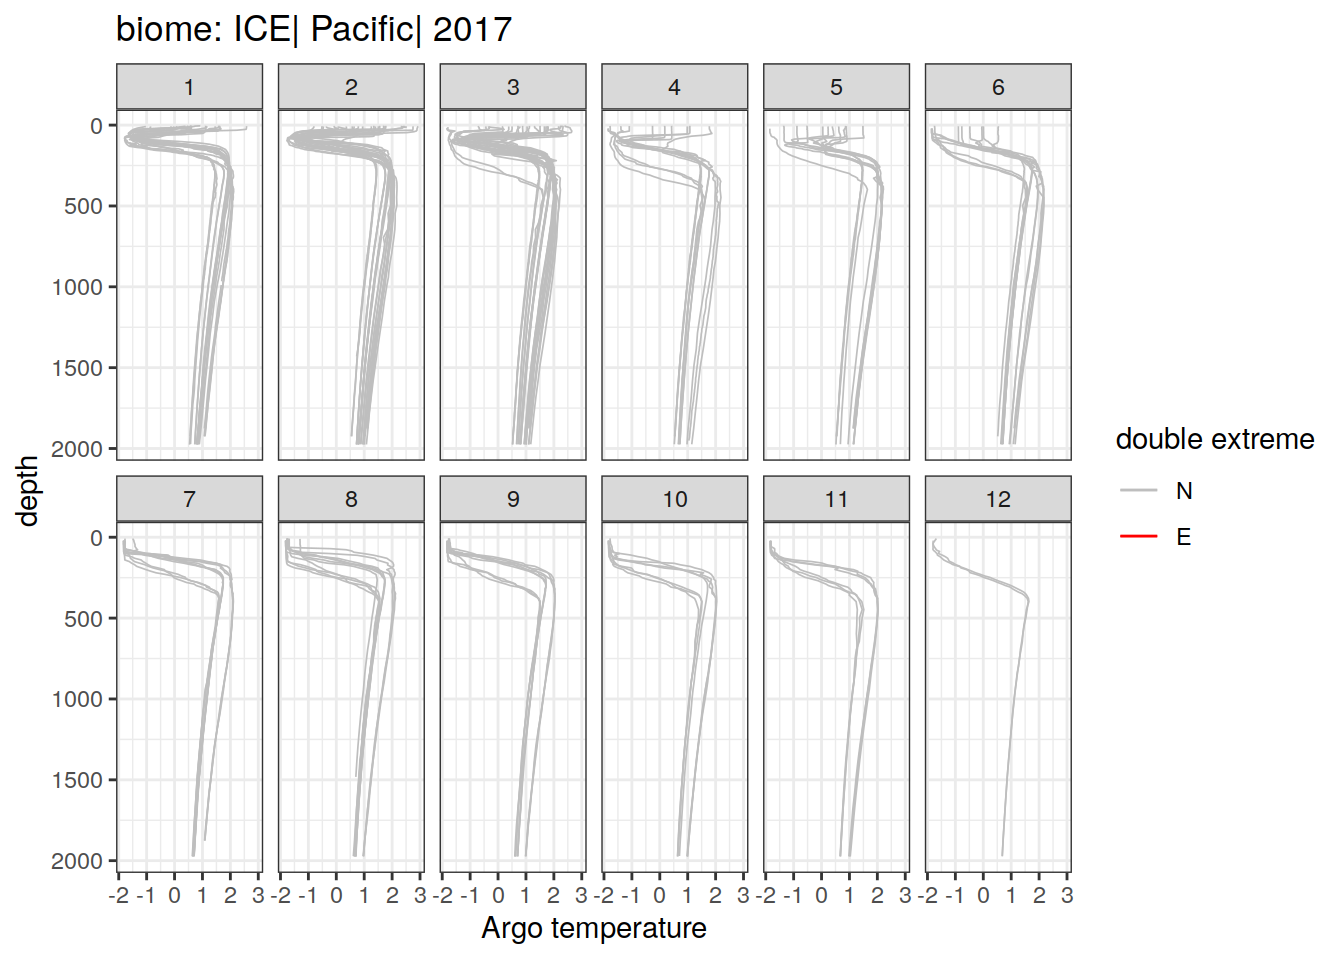 biome: ICE| Pacific| 2017
1 2 3 4 5 6
0
500
1000
1500
2000
7 8 9 10 11 12
0
500
1000
1500
2000
-2 -1 0 1 2 3 -2 -1 0 1 2 3 -2 -1 0 1 2 3 -2 -1 0 1 2 3 -2 -1 0 1 2 3 -2 -1 0 1 2 3
depth
Argo temperature
double extreme
N
E